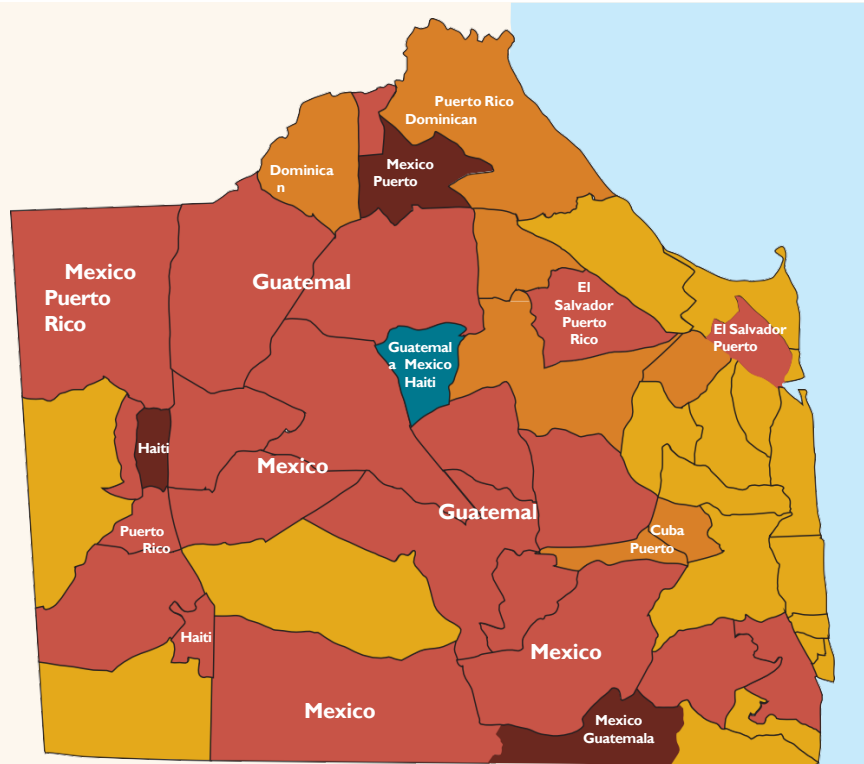 Puerto Rico
Dominican
Mexico
Puerto
Dominica
n
Mexico
Puerto
Rico
Guatemal
El
Salvador
Puerto
Rico
El Salvador
Puerto
Guatemal
a Mexico
Haiti
Haiti
Mexico
Guatemal
Puerto
Rico
Cuba
Puerto
Haiti
Mexico
Mexico
Mexico
Guatemala